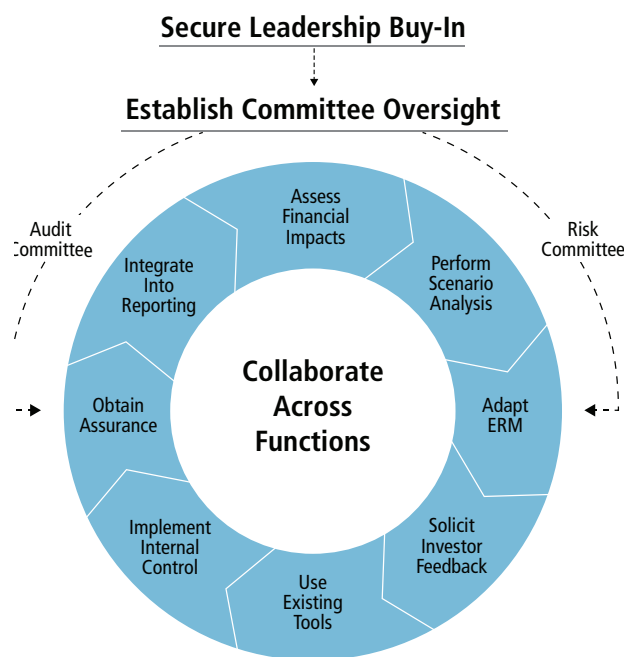 Secure Leadership Buy-In
Establish Committee Oversight
Audit
Committee
Risk
Committee
Assess
Financial
Impacts
Perform
Scenario
Analysis
Adapt
ERM
Solicit
Investor
Feedback
Use
Existing
Tools
Implement
Internal
Control
Obtain
Assurance
Integrate
Into
Reporting
Collaborate
Across
Functions